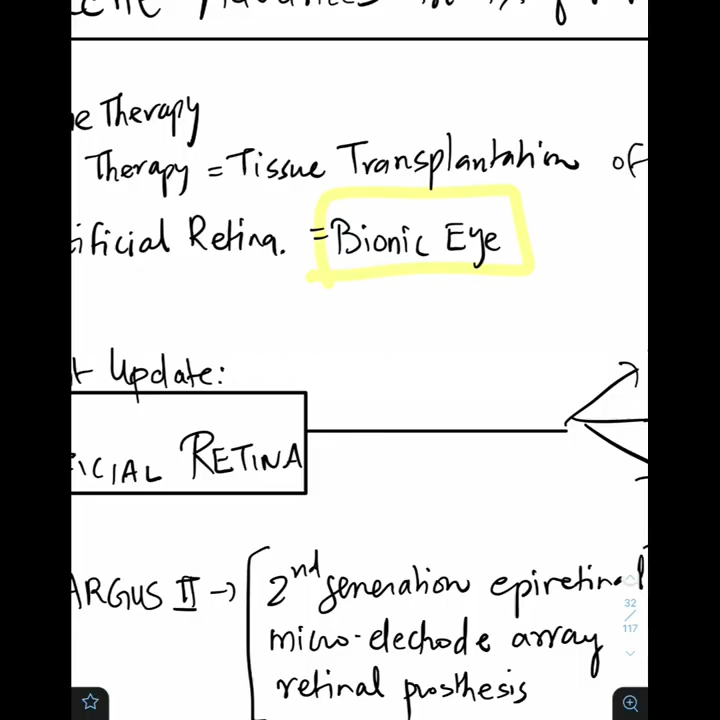 e Therapy
Therapy = Tissue Transplantation of
ificial Retina. = Bionic Eye
t Update:
ICIAL RETINA
ARGUS II → 2nd generation epiretinal
micro-electrode array
retinal prosthesis
32
/
117